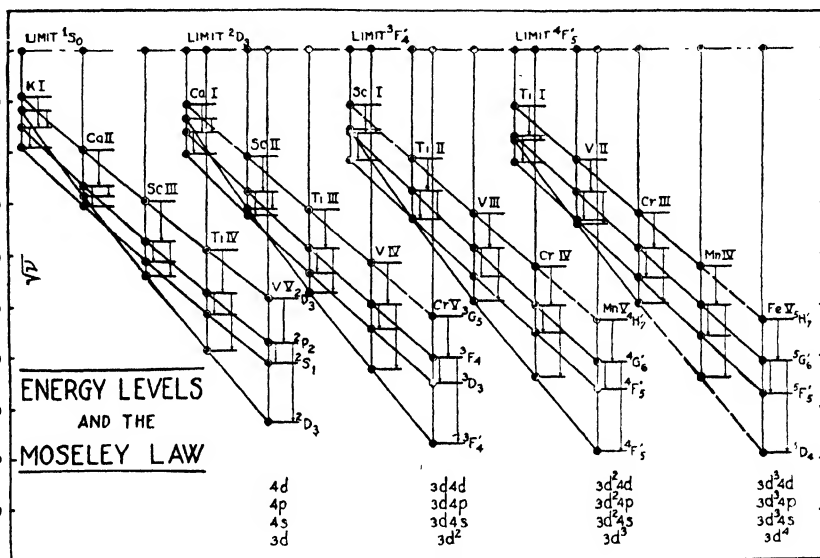 LIMIT ¹S₀ LIMIT ²D₃ LIMIT ³F'₄ LIMIT ⁴F'₅
K I Ca I Sc I Ti I
Ca II Sc II Ti II V II
Sc III Ti III V III Cr III
Ti IV V IV Cr IV Mn IV
V V ²D₃ Cr V ³G₅ Mn V ⁴H'₇ Fe V ⁵H'₇
²P₂ ³F₄ ⁴G'₆ ⁵G'₆
²S₁ ³D₃ ⁴F'₅ ⁵F'₅
²D₃ ³F'₄ ⁴F'₅ D₄
√ν
ENERGY LEVELS
AND THE
MOSELEY LAW
4d 3d4d 3d²4d 3d³4d
4p 3d4p 3d²4p 3d³4p
4s 3d4s 3d²4s 3d³4s
3d 3d² 3d³ 3d⁴